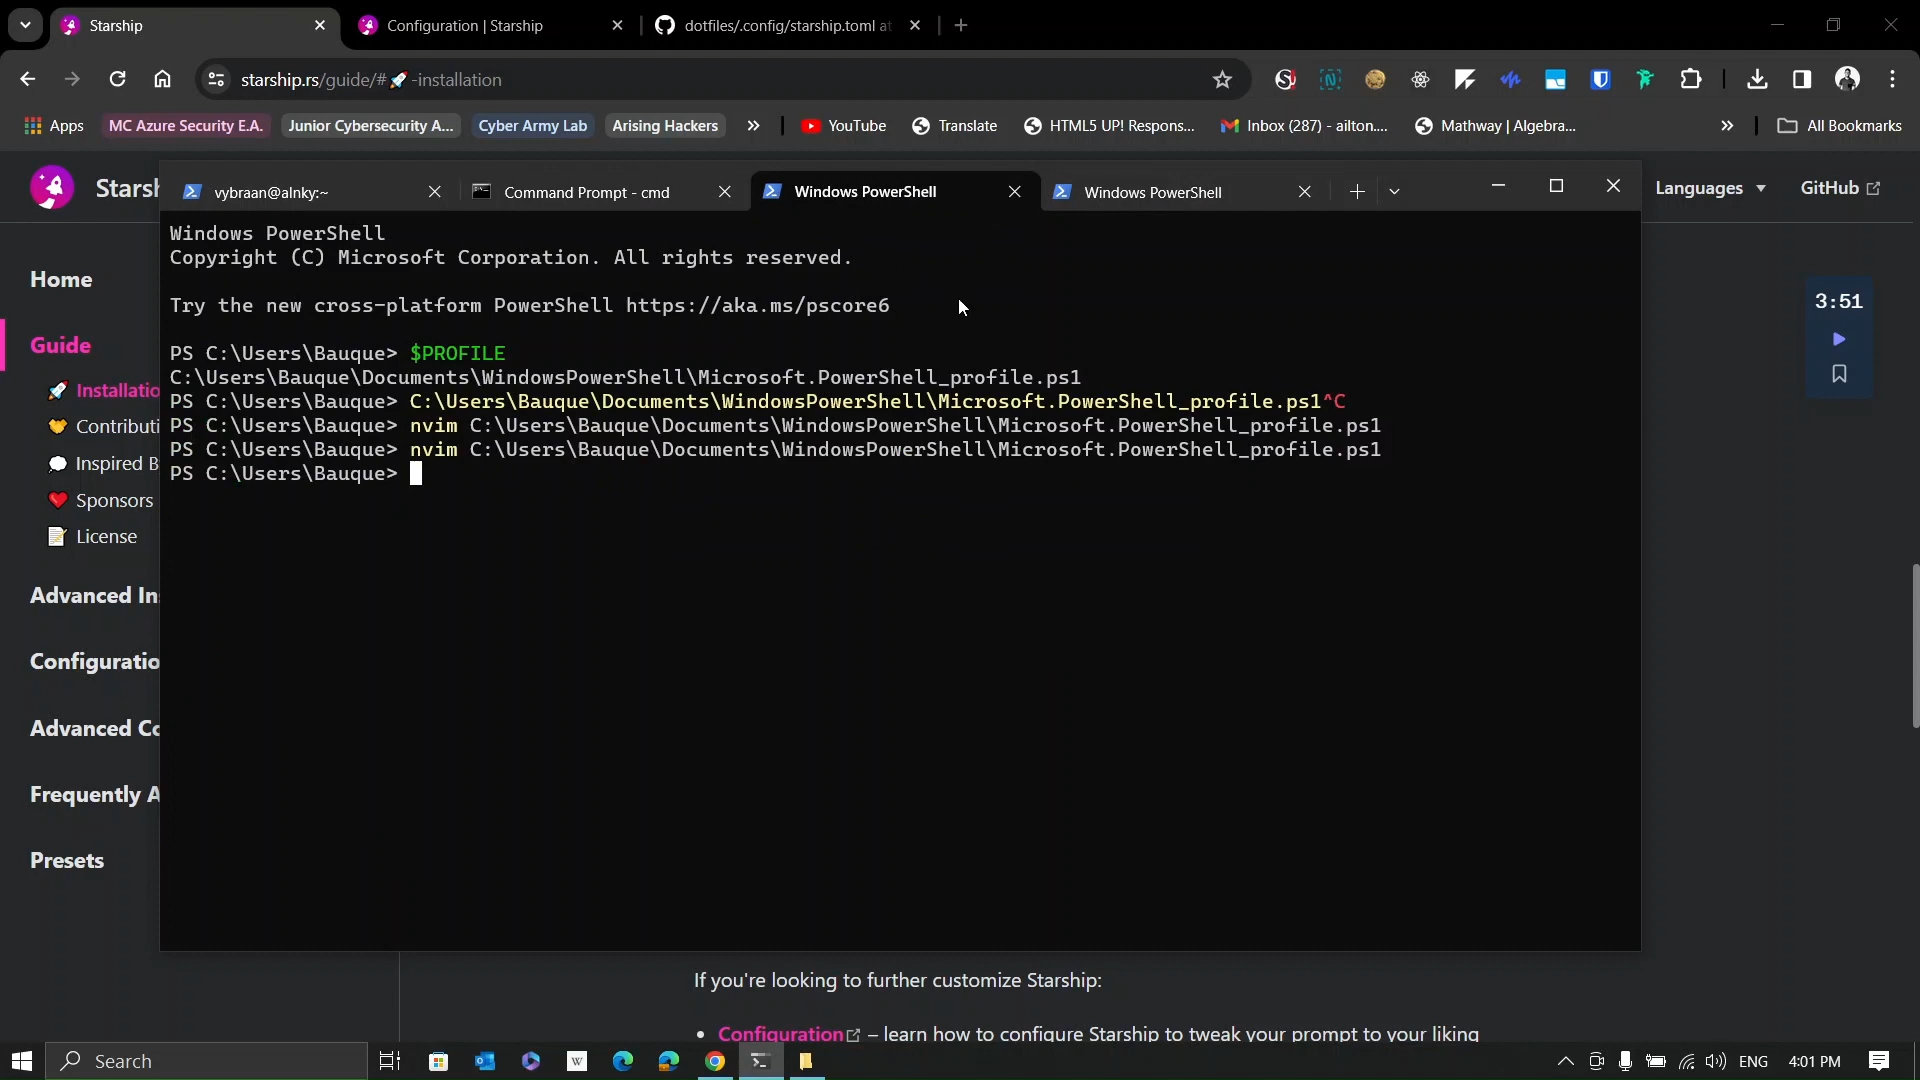 Starship
Configuration | Starship
dotfiles/.config/starship.toml at
starship.rs/guide/#🚀-installation
Apps
MC Azure Security E.A.
Junior Cybersecurity A...
Cyber Army Lab
Arising Hackers
YouTube
Translate
HTML5 UP! Respons...
Inbox (287) - ailton....
Mathway | Algebra...
All Bookmarks
Starsh
vybraan@alnky:~
Command Prompt - cmd
Windows PowerShell
Windows PowerShell
Languages
GitHub
Windows PowerShell
Copyright (C) Microsoft Corporation. All rights reserved.
Try the new cross-platform PowerShell https://aka.ms/pscore6
PS C:\Users\Bauque> $PROFILE
C:\Users\Bauque\Documents\WindowsPowerShell\Microsoft.PowerShell_profile.ps1
PS C:\Users\Bauque> C:\Users\Bauque\Documents\WindowsPowerShell\Microsoft.PowerShell_profile.ps1^C
PS C:\Users\Bauque> nvim C:\Users\Bauque\Documents\WindowsPowerShell\Microsoft.PowerShell_profile.ps1
PS C:\Users\Bauque> nvim C:\Users\Bauque\Documents\WindowsPowerShell\Microsoft.PowerShell_profile.ps1
PS C:\Users\Bauque>
Home
Guide
🚀 Installatio
🤝 Contributi
💭 Inspired B
❤️ Sponsors
📝 License
Advanced Ins
Configuratio
Advanced Co
Frequently A
Presets
3:51
If you're looking to further customize Starship:
• Configuration – learn how to configure Starship to tweak your prompt to your liking
Search
W
ENG
4:01 PM